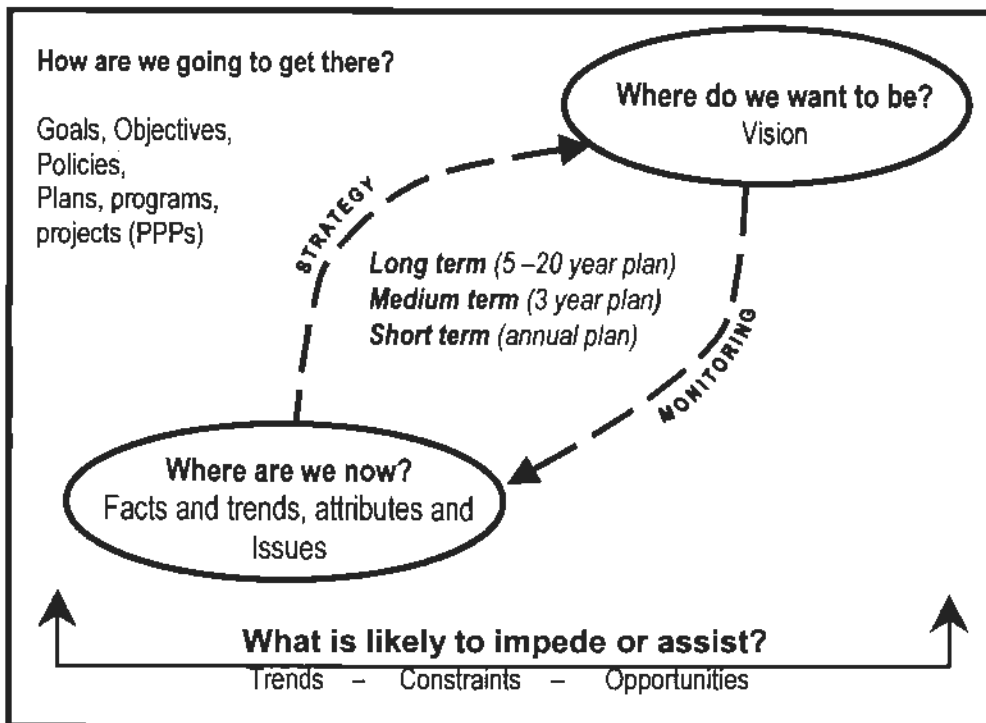 How are we going to get there?
Goals, Objectives,
Policies,
Plans, programs,
projects (PPPs)
Where do we want to be?
Vision
STRATEGY
Long term (5 –20 year plan)
Medium term (3 year plan)
Short term (annual plan)
MONITORING
Where are we now?
Facts and trends, attributes and
Issues
What is likely to impede or assist?
Trends – Constraints – Opportunities